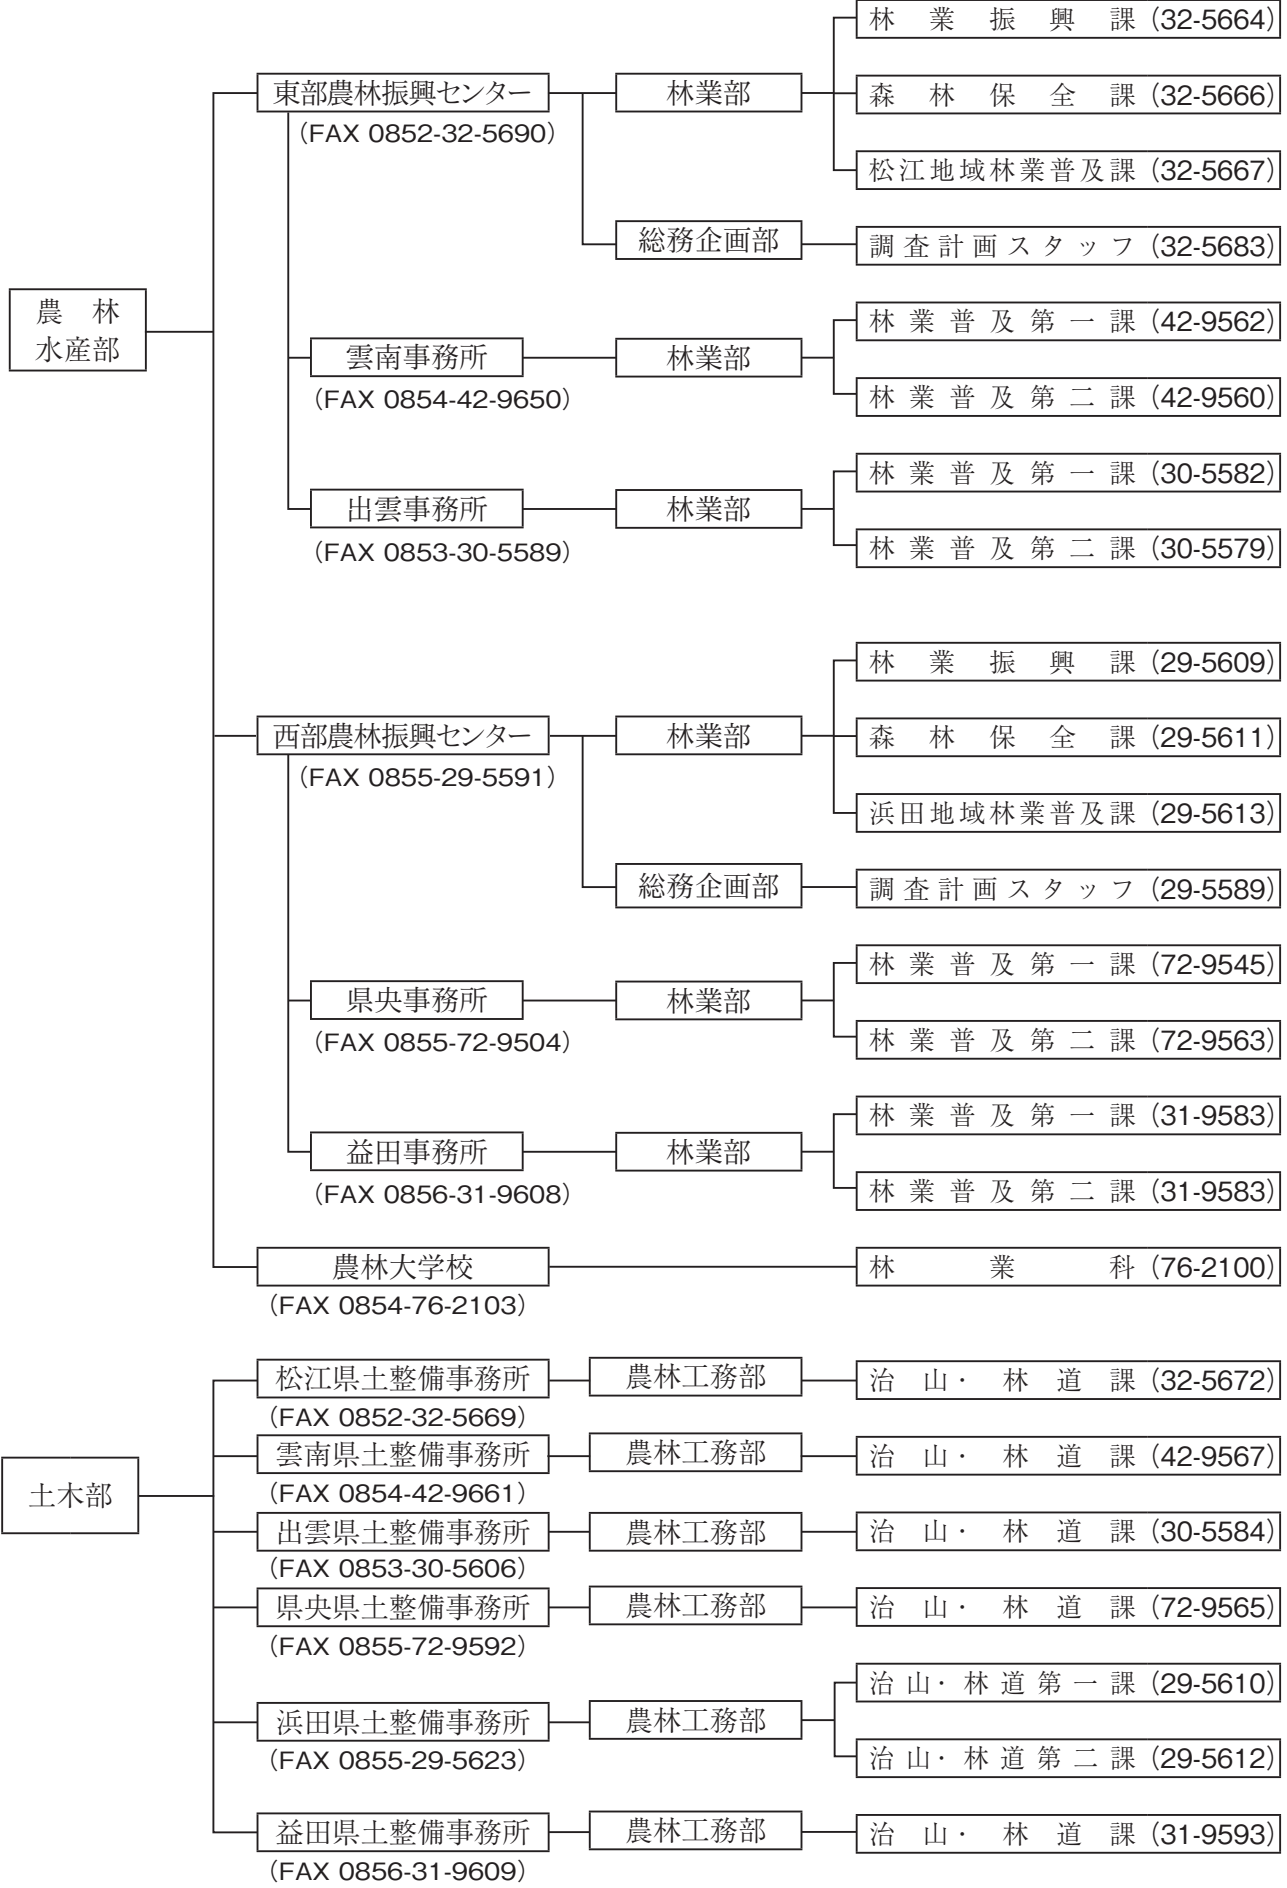 林業振興課（32-5664）
東部農林振興センター 林業部 森林保全課（32-5666）
（FAX 0852-32-5690）
松江地域林業普及課（32-5667）
総務企画部 調査計画スタッフ（32-5683）
農林
水産部
林業普及第一課（42-9562）
雲南事務所 林業部
（FAX 0854-42-9650）
林業普及第二課（42-9560）
林業普及第一課（30-5582）
出雲事務所 林業部
（FAX 0853-30-5589）
林業普及第二課（30-5579）
林業振興課（29-5609）
西部農林振興センター 林業部 森林保全課（29-5611）
（FAX 0855-29-5591）
浜田地域林業普及課（29-5613）
総務企画部 調査計画スタッフ（29-5589）
林業普及第一課（72-9545）
県央事務所 林業部
（FAX 0855-72-9504）
林業普及第二課（72-9563）
林業普及第一課（31-9583）
益田事務所 林業部
（FAX 0856-31-9608）
林業普及第二課（31-9583）
農林大学校 林業科（76-2100）
（FAX 0854-76-2103）
松江県土整備事務所 農林工務部 治山・林道課（32-5672）
（FAX 0852-32-5669）
雲南県土整備事務所 農林工務部 治山・林道課（42-9567）
（FAX 0854-42-9661）
土木部
出雲県土整備事務所 農林工務部 治山・林道課（30-5584）
（FAX 0853-30-5606）
県央県土整備事務所 農林工務部 治山・林道課（72-9565）
（FAX 0855-72-9592）
治山・林道第一課（29-5610）
浜田県土整備事務所 農林工務部
（FAX 0855-29-5623）
治山・林道第二課（29-5612）
益田県土整備事務所 農林工務部 治山・林道課（31-9593）
（FAX 0856-31-9609）